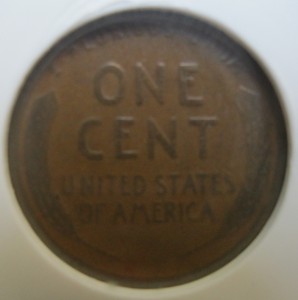 ONE
CENT
UNITED STATES
OF AMERICA